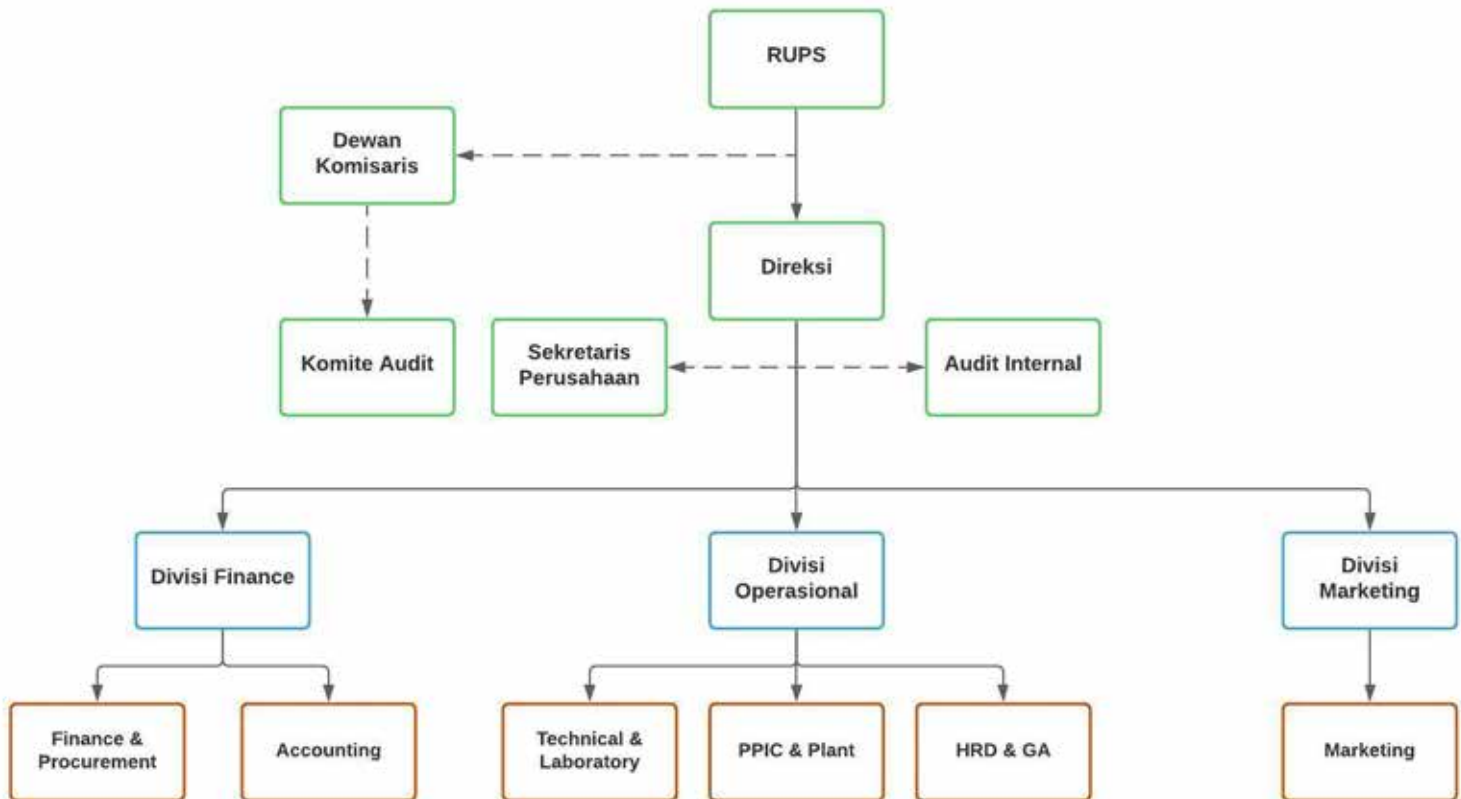 RUPS
Dewan
Komisaris
Direksi
Komite Audit
Sekretaris
Perusahaan
Audit Internal
Divisi Finance
Divisi
Operasional
Divisi
Marketing
Finance &
Procurement
Accounting
Technical &
Laboratory
PPIC & Plant
HRD & GA
Marketing